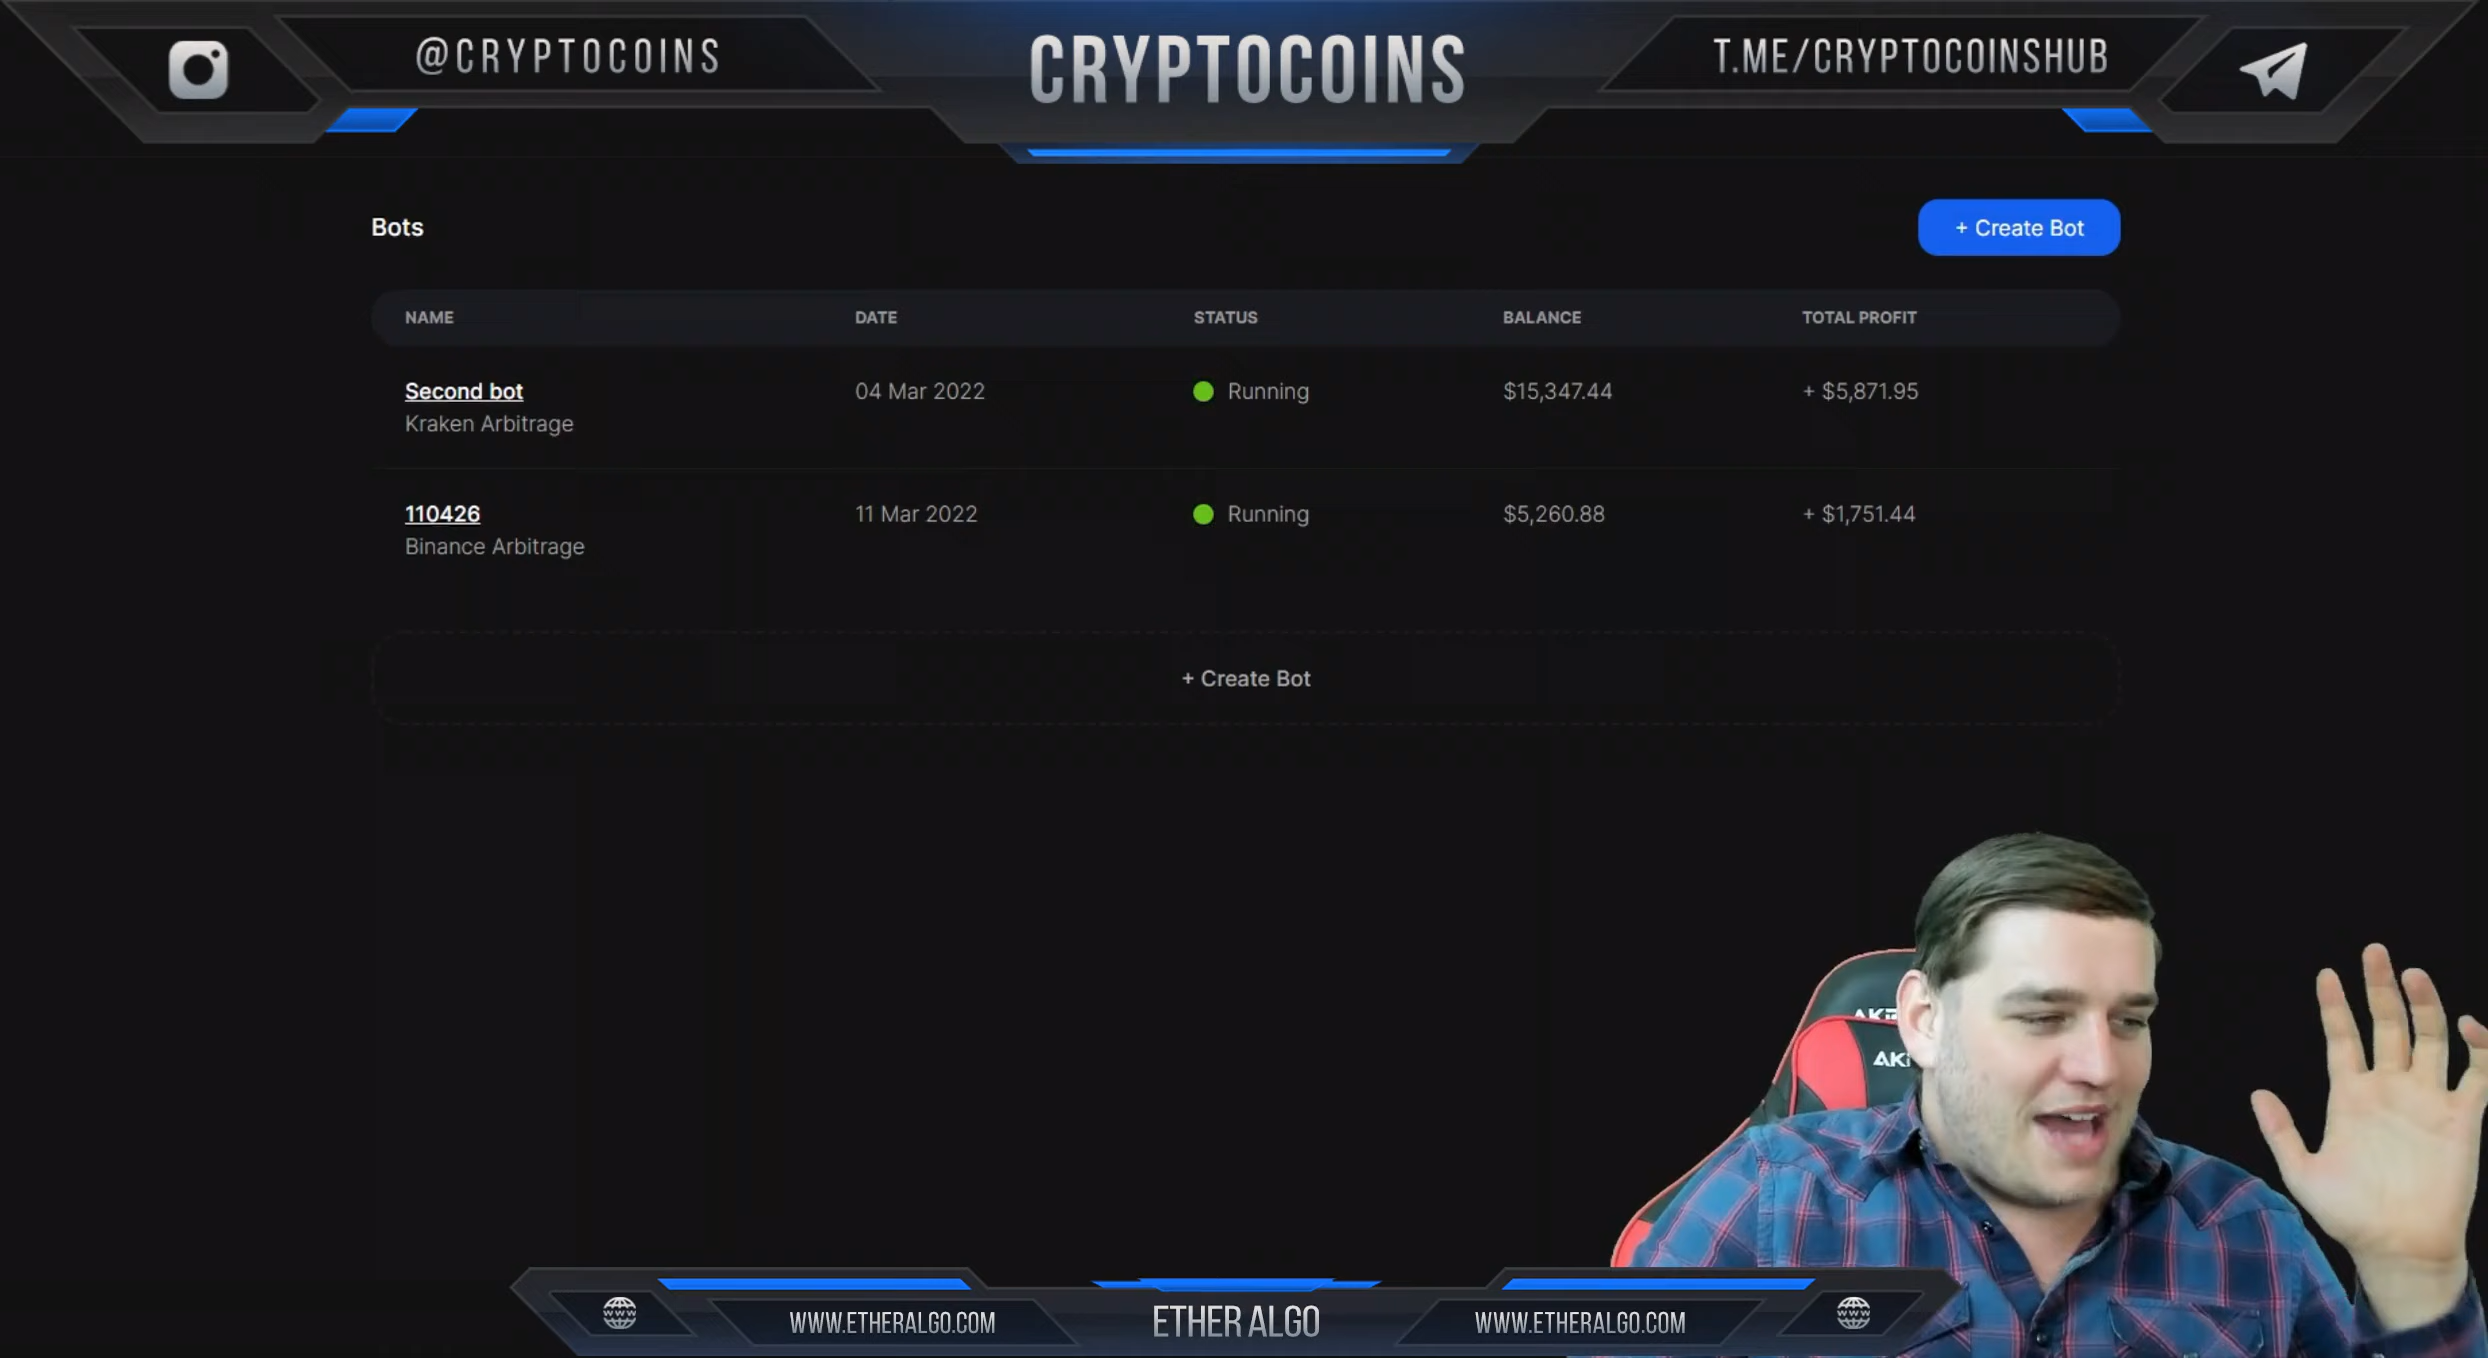 @CRYPTOCOINS
CRYPTOCOINS
T.ME/CRYPTOCOINSHUB
Bots
+ Create Bot
NAME DATE STATUS BALANCE TOTAL PROFIT
Second bot 04 Mar 2022 Running $15,347.44 + $5,871.95
Kraken Arbitrage
110426 11 Mar 2022 Running $5,260.88 + $1,751.44
Binance Arbitrage
+ Create Bot
WWW.ETHERALGO.COM
ETHER ALGO
WWW.ETHERALGO.COM